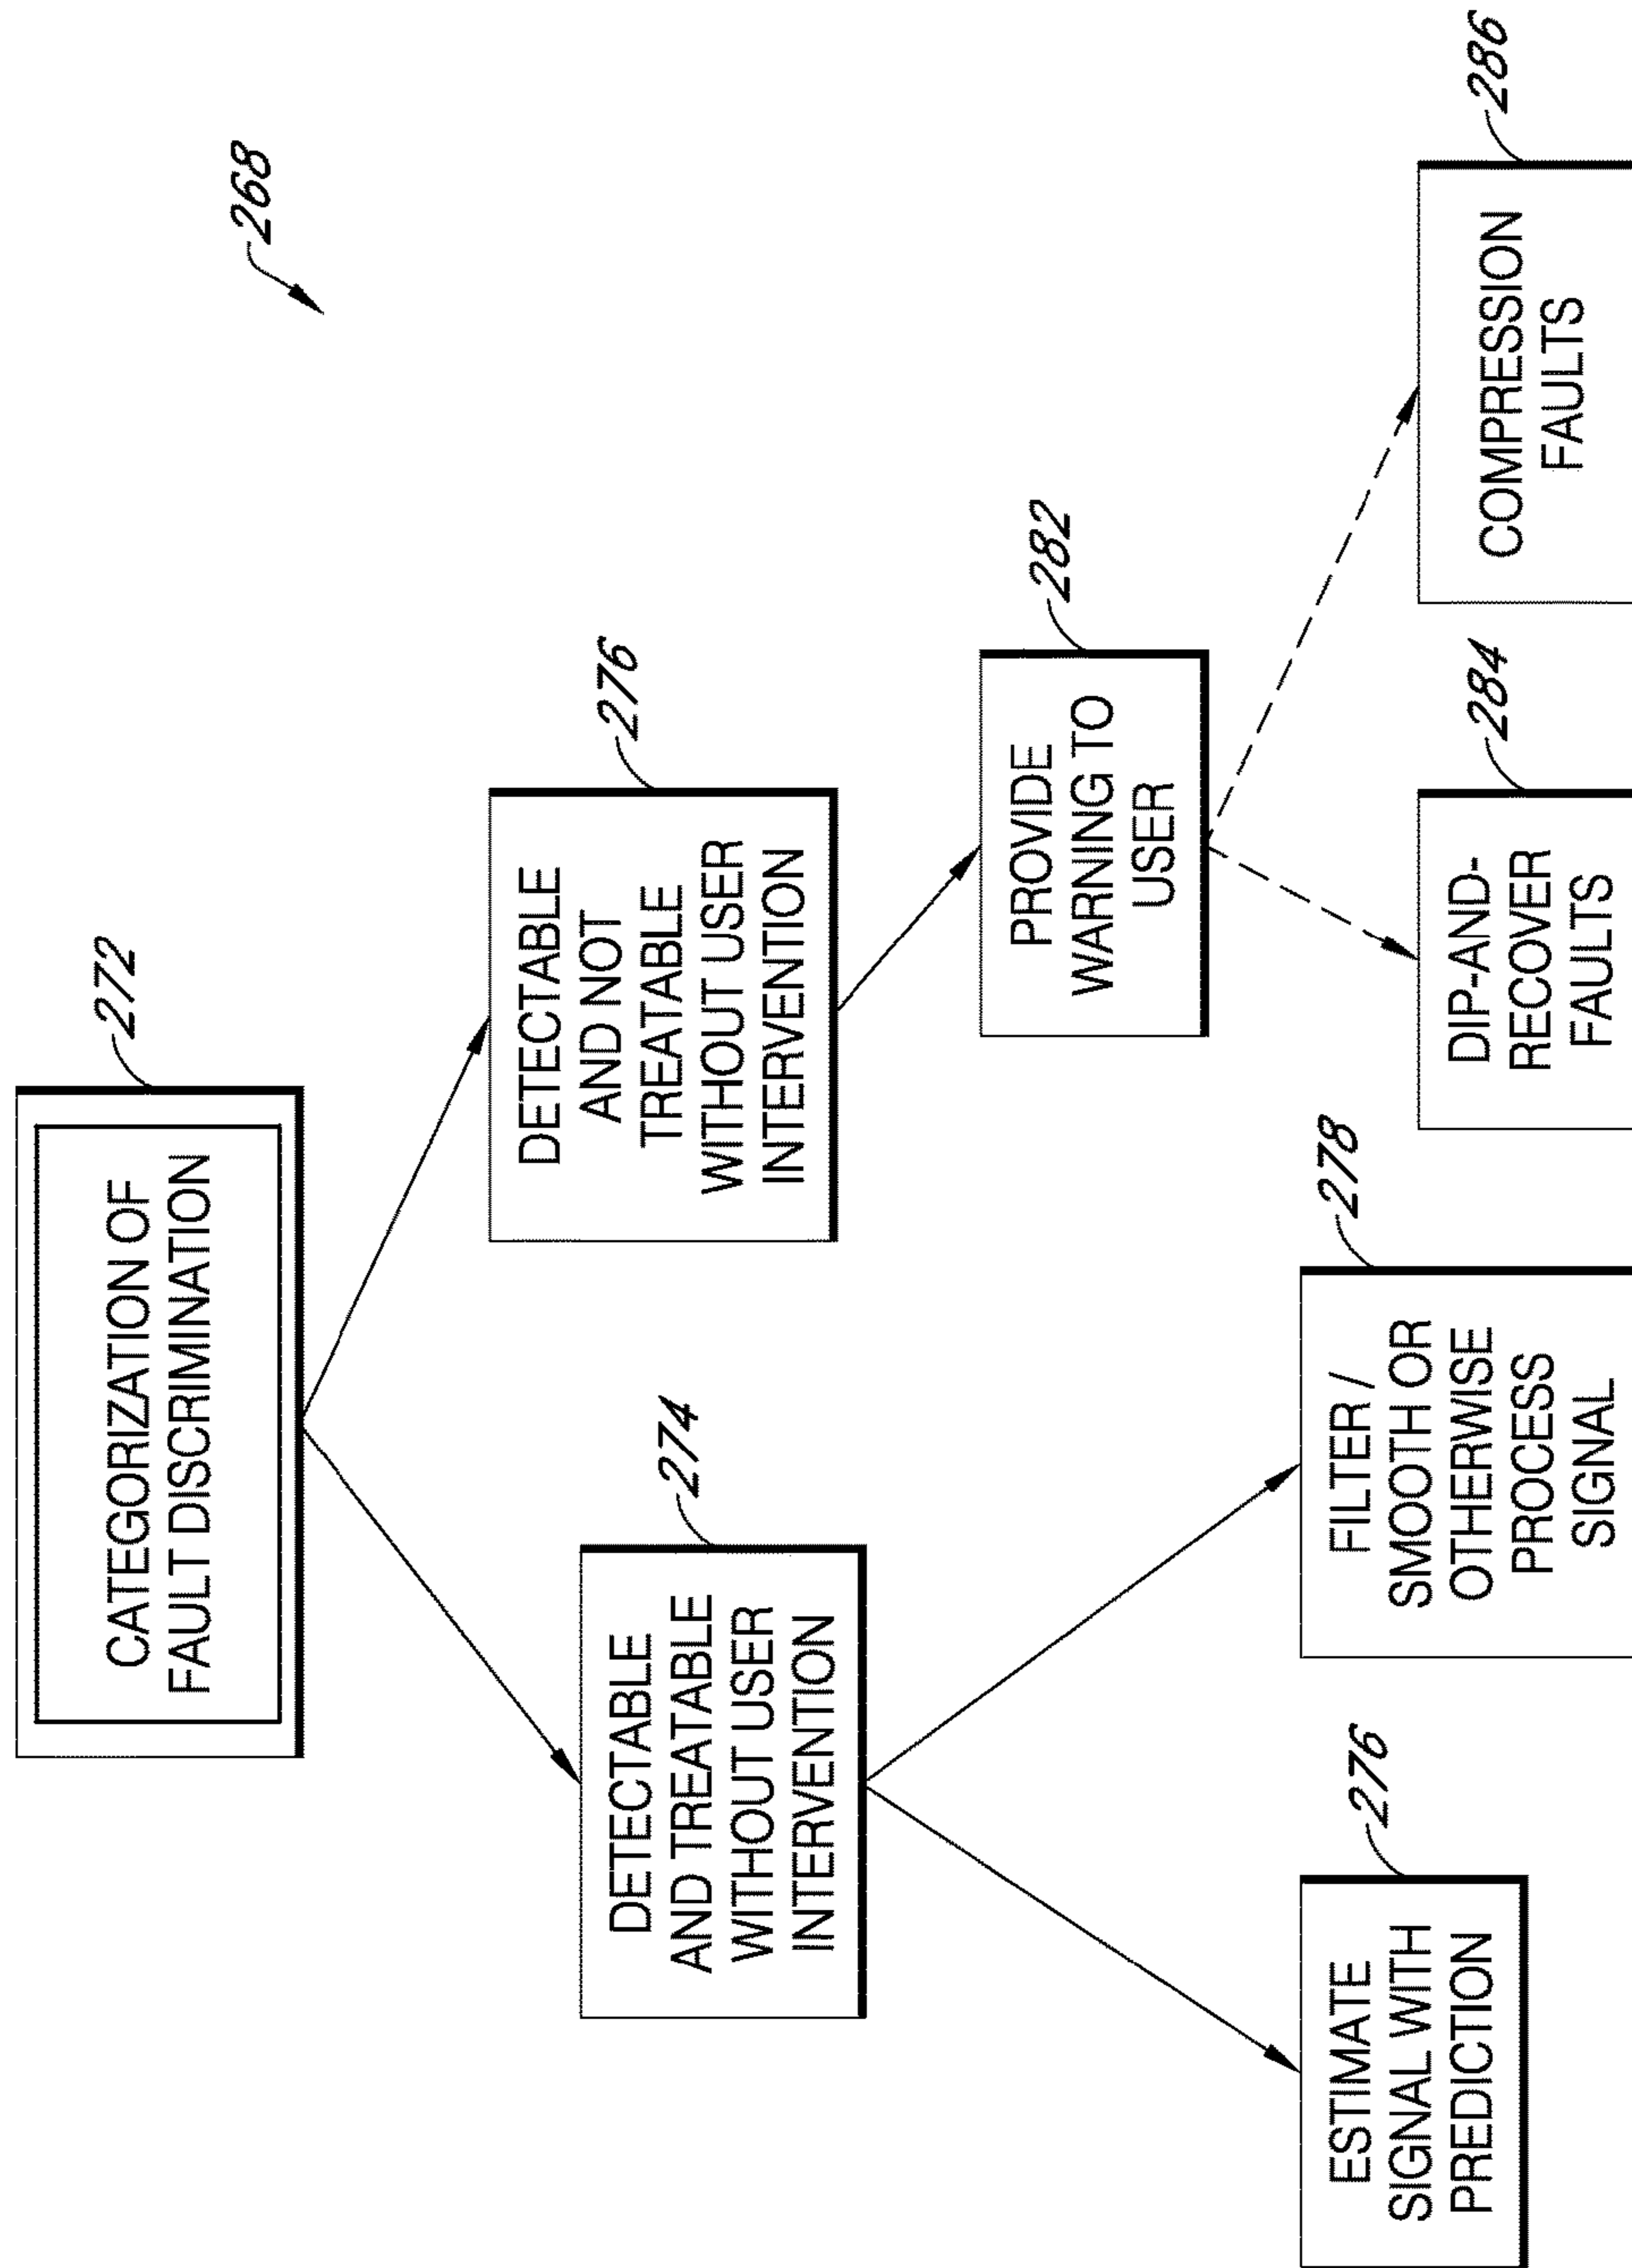 268
272
CATEGORIZATION OF
FAULT DISCRIMINATION
274
DETECTABLE
AND TREATABLE
WITHOUT USER
INTERVENTION
276
DETECTABLE
AND NOT
TREATABLE
WITHOUT USER
INTERVENTION
282
PROVIDE
WARNING TO
USER
276
ESTIMATE
SIGNAL WITH
PREDICTION
278
FILTER /
SMOOTH OR
OTHERWISE
PROCESS
SIGNAL
284
DIP-AND-
RECOVER
FAULTS
286
COMPRESSION
FAULTS